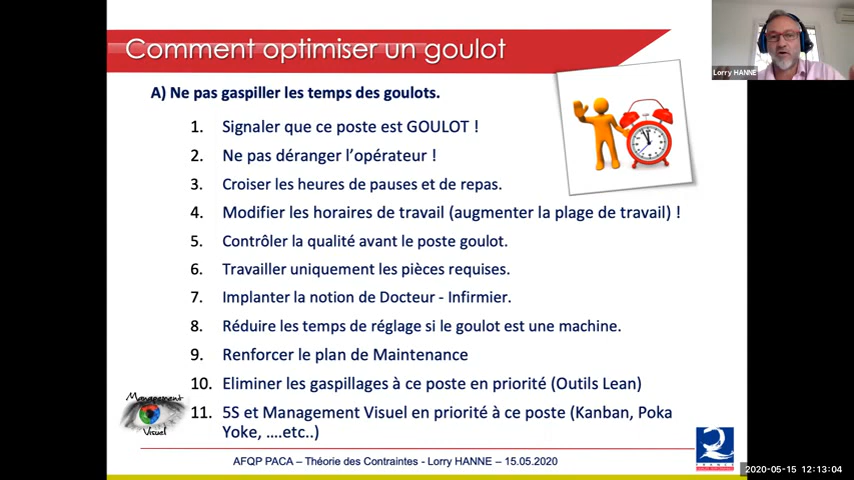 Comment optimiser un goulot
Lorry HANNE
A) Ne pas gaspiller les temps des goulots.
1. Signaler que ce poste est GOULOT !
2. Ne pas déranger l'opérateur !
3. Croiser les heures de pauses et de repas.
4. Modifier les horaires de travail (augmenter la plage de travail) !
5. Contrôler la qualité avant le poste goulot.
6. Travailler uniquement les pièces requises.
7. Implanter la notion de Docteur - Infirmier.
8. Réduire les temps de réglage si le goulot est une machine.
9. Renforcer le plan de Maintenance
10. Eliminer les gaspillages à ce poste en priorité (Outils Lean)
11. 5S et Management Visuel en priorité à ce poste (Kanban, Poka
Yoke, ....etc..)
Management
Visuel
AFQP PACA – Théorie des Contraintes - Lorry HANNE – 15.05.2020
FRANCE
2020-05-15 12:13:04